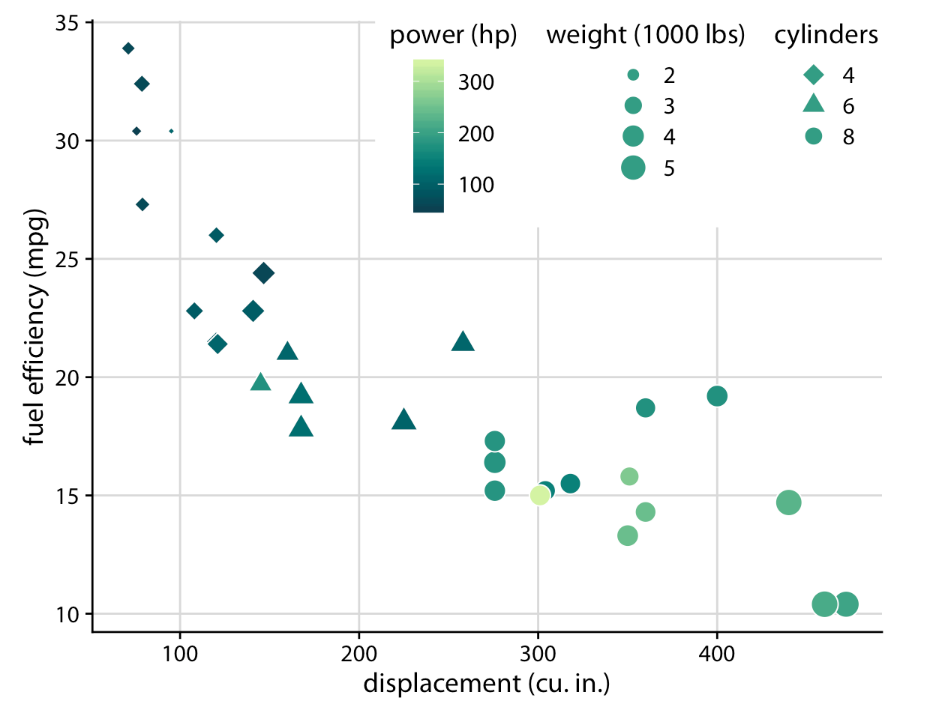 power (hp)
300
200
100
weight (1000 lbs)
2
3
4
5
cylinders
4
6
8
fuel efficiency (mpg)
35
30
25
20
15
10
100 200 300 400
displacement (cu. in.)